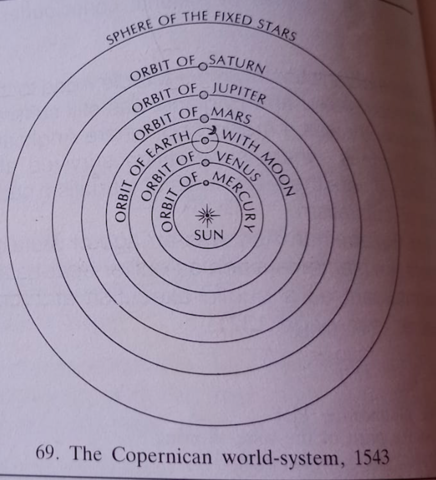 SPHERE OF THE FIXED STARS
ORBIT OF SATURN
ORBIT OF JUPITER
ORBIT OF MARS
ORBIT OF EARTH WITH MOON
ORBIT OF VENUS
ORBIT OF MERCURY
SUN
69. The Copernican world-system, 1543